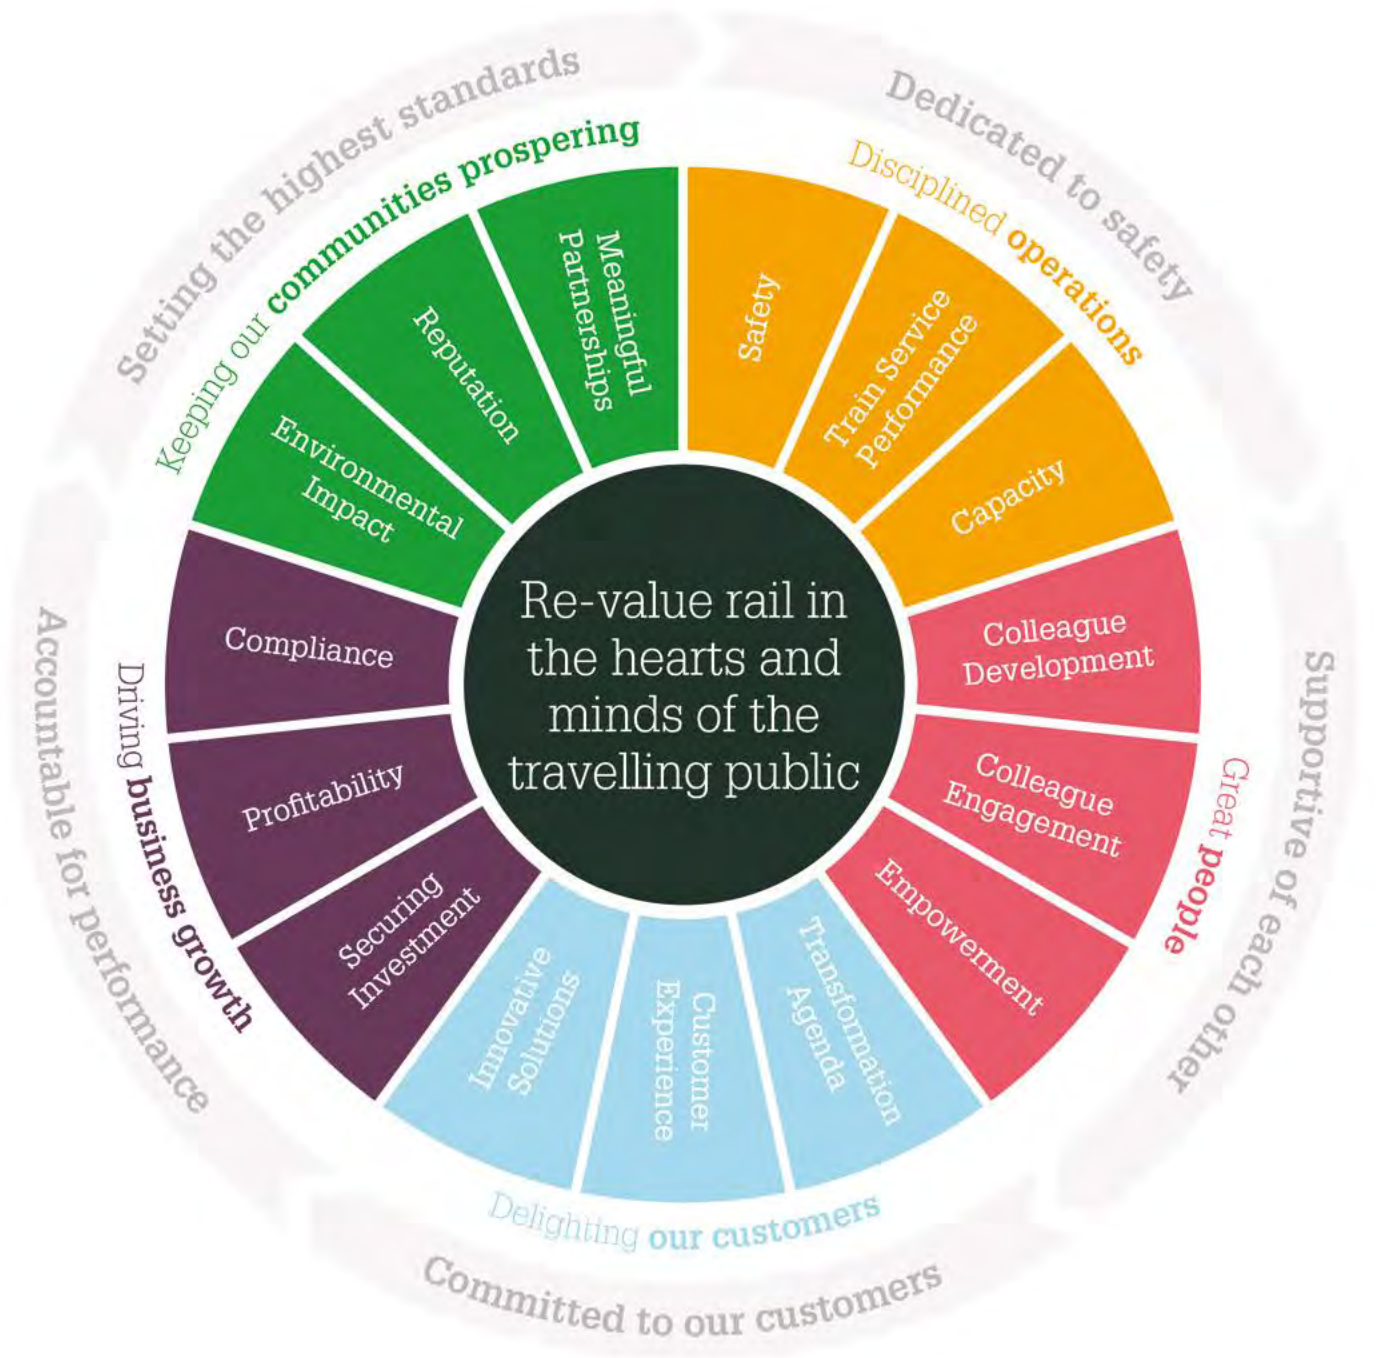 Setting the highest standards
Dedicated to safety
Supportive of each other
Committed to our customers
Accountable for performance
Keeping our communities prospering
Disciplined operations
Great people
Delighting our customers
Driving business growth
Safety
Train Service
Performance
Capacity
Colleague
Development
Colleague
Engagement
Empowerment
Transformation
Agenda
Customer
Experience
Innovative
Solutions
Securing
Investment
Profitability
Compliance
Environmental
Impact
Reputation
Meaningful
Partnerships
Re-value rail in
the hearts and
minds of the
travelling public